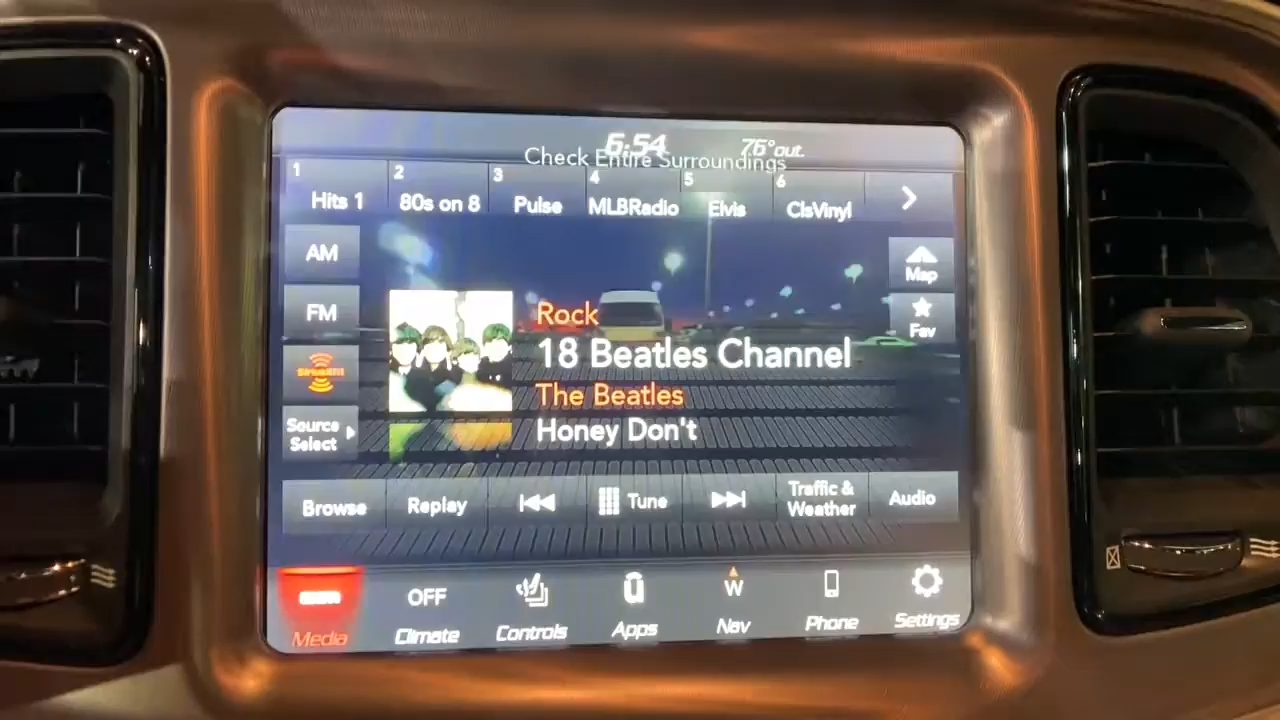 6:54
76° out.
Check Entire Surroundings
1 Hits 1
2 80s on 8
3 Pulse
4 MLBRadio
5 Elvis
6 ClsVinyl
AM
Map
FM
Fav
SiriusXM
Source Select
Rock
18 Beatles Channel
The Beatles
Honey Don't
Browse
Replay
Tune
Traffic & Weather
Audio
Media
OFF
Climate
Controls
Apps
W
Nav
Phone
Settings